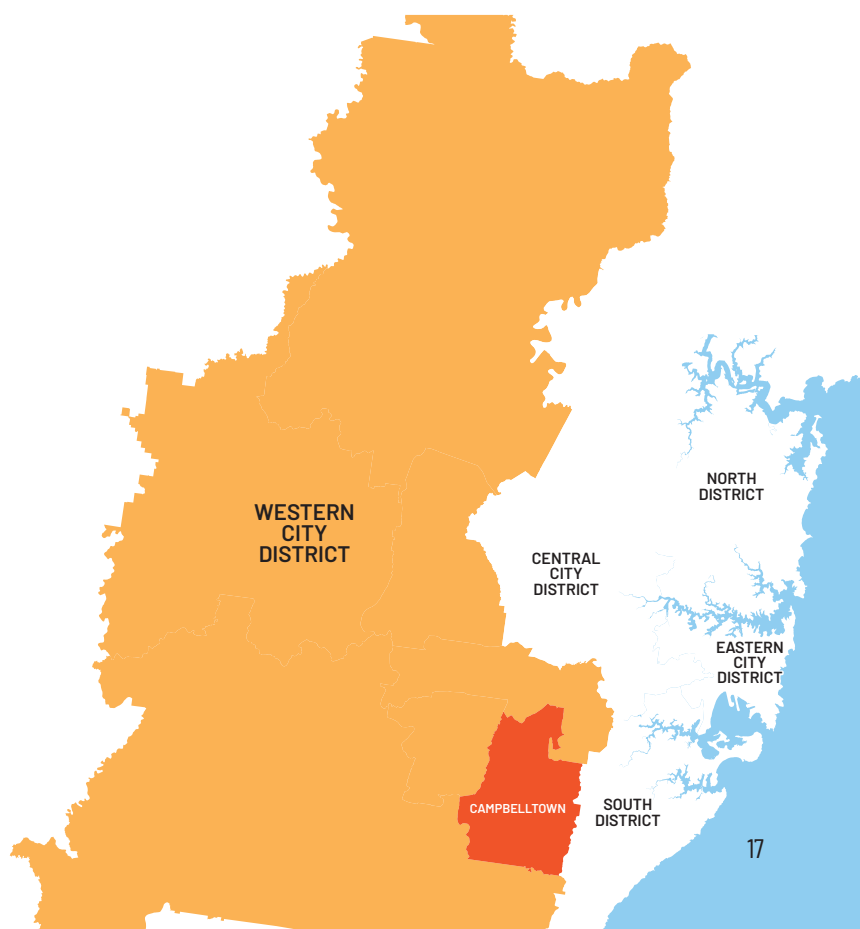 NORTH
DISTRICT
WESTERN
CITY
DISTRICT
CENTRAL
CITY
DISTRICT
EASTERN
CITY
DISTRICT
CAMPBELLTOWN
SOUTH
DISTRICT
17